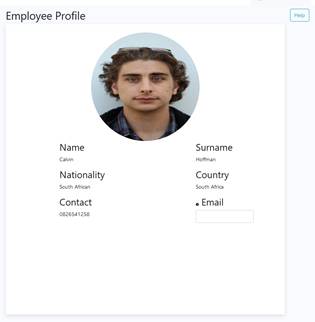 Employee Profile
Help
Name
Surname
Calvin
Hoffman
Nationality
Country
South African
South Africa
Contact
Email
0826541258